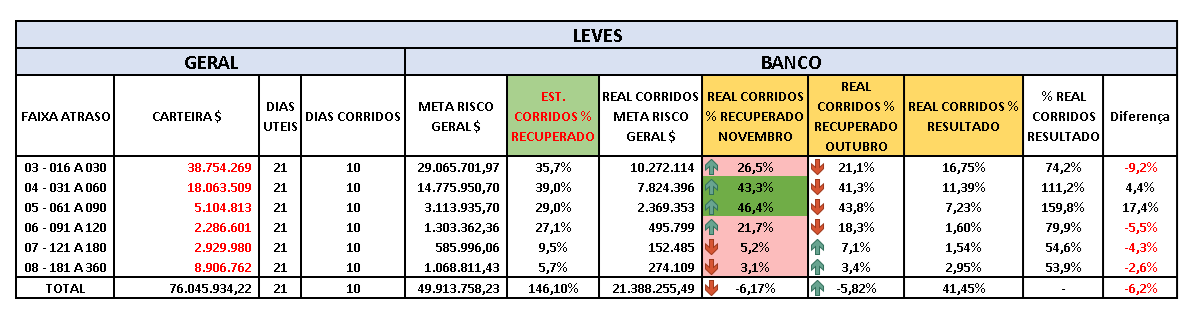 LEVES
GERAL BANCO
FAIXA ATRASO CARTEIRA $ DIAS UTEIS DIAS CORRIDOS META RISCO GERAL $ EST. CORRIDOS % RECUPERADO REAL CORRIDOS META RISCO GERAL $ REAL CORRIDOS % RECUPERADO NOVEMBRO REAL CORRIDOS % RECUPERADO OUTUBRO REAL CORRIDOS % RESULTADO % REAL CORRIDOS RESULTADO Diferença
03 - 016 A 030 38.754.269 21 10 29.065.701,97 35,7% 10.272.114 26,5% 21,1% 16,75% 74,2% -9,2%
04 - 031 A 060 18.063.509 21 10 14.775.950,70 39,0% 7.824.396 43,3% 41,3% 11,39% 111,2% 4,4%
05 - 061 A 090 5.104.813 21 10 3.113.935,70 29,0% 2.369.353 46,4% 43,8% 7,23% 159,8% 17,4%
06 - 091 A 120 2.286.601 21 10 1.303.362,36 27,1% 495.799 21,7% 18,3% 1,60% 79,9% -5,5%
07 - 121 A 180 2.929.980 21 10 585.996,06 9,5% 152.485 5,2% 7,1% 1,54% 54,6% -4,3%
08 - 181 A 360 8.906.762 21 10 1.068.811,43 5,7% 274.109 3,1% 3,4% 2,95% 53,9% -2,6%
TOTAL 76.045.934,22 21 10 49.913.758,23 146,10% 21.388.255,49 -6,17% -5,82% 41,45% - -6,2%